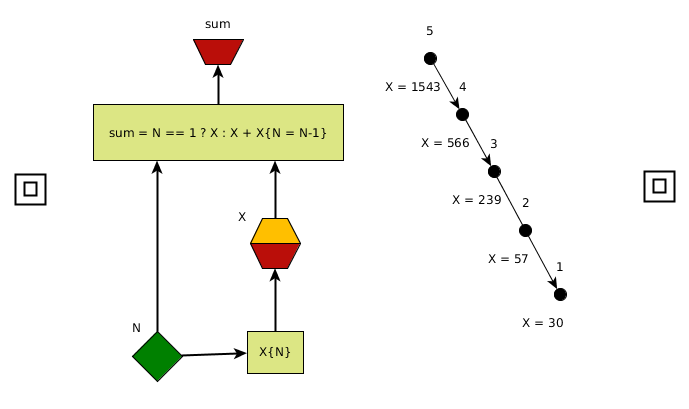 sum
sum = N == 1 ? X : X + X{N = N-1}
X
N
X{N}
5
X = 1543
4
X = 566
3
X = 239
2
X = 57
1
X = 30